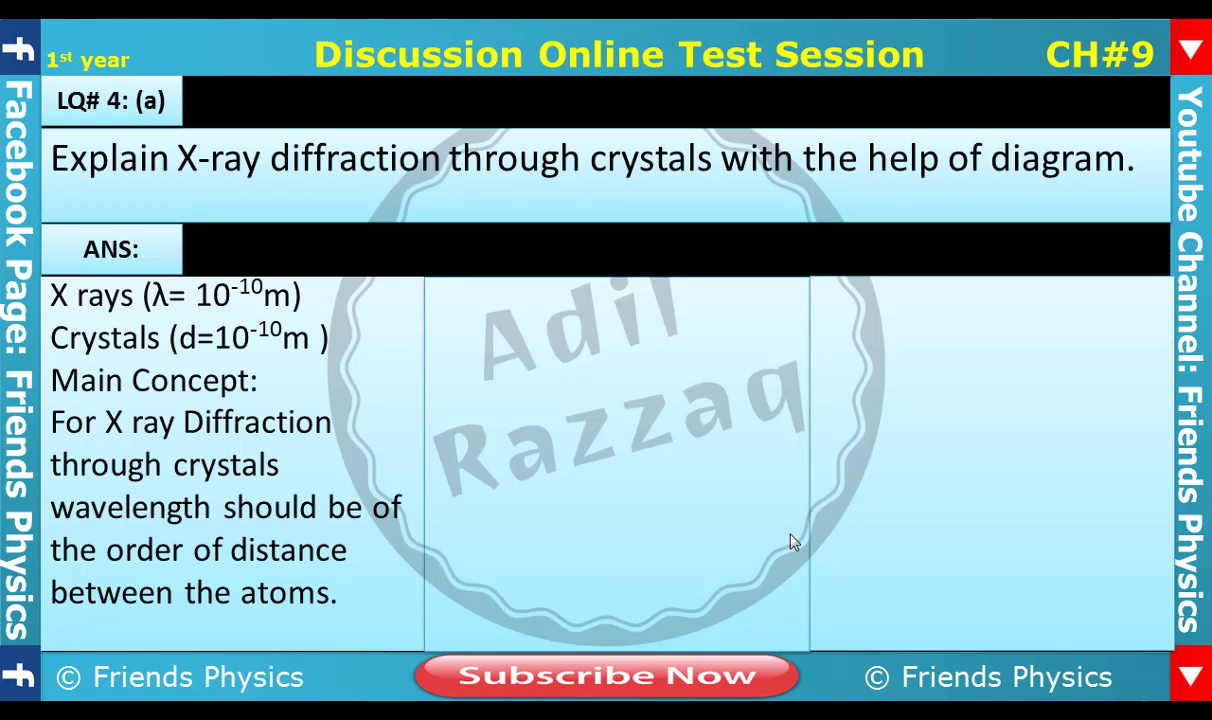 1st year
Discussion Online Test Session
CH#9
LQ# 4: (a)
Explain X-ray diffraction through crystals with the help of diagram.
ANS:
X rays (λ= 10⁻¹⁰m)
Crystals (d=10⁻¹⁰m )
Main Concept:
For X ray Diffraction
through crystals
wavelength should be of
the order of distance
between the atoms.
Adil
Razzaq
f
Facebook Page: Friends Physics
f
Youtube Channel: Friends Physics
© Friends Physics
Subscribe Now
© Friends Physics